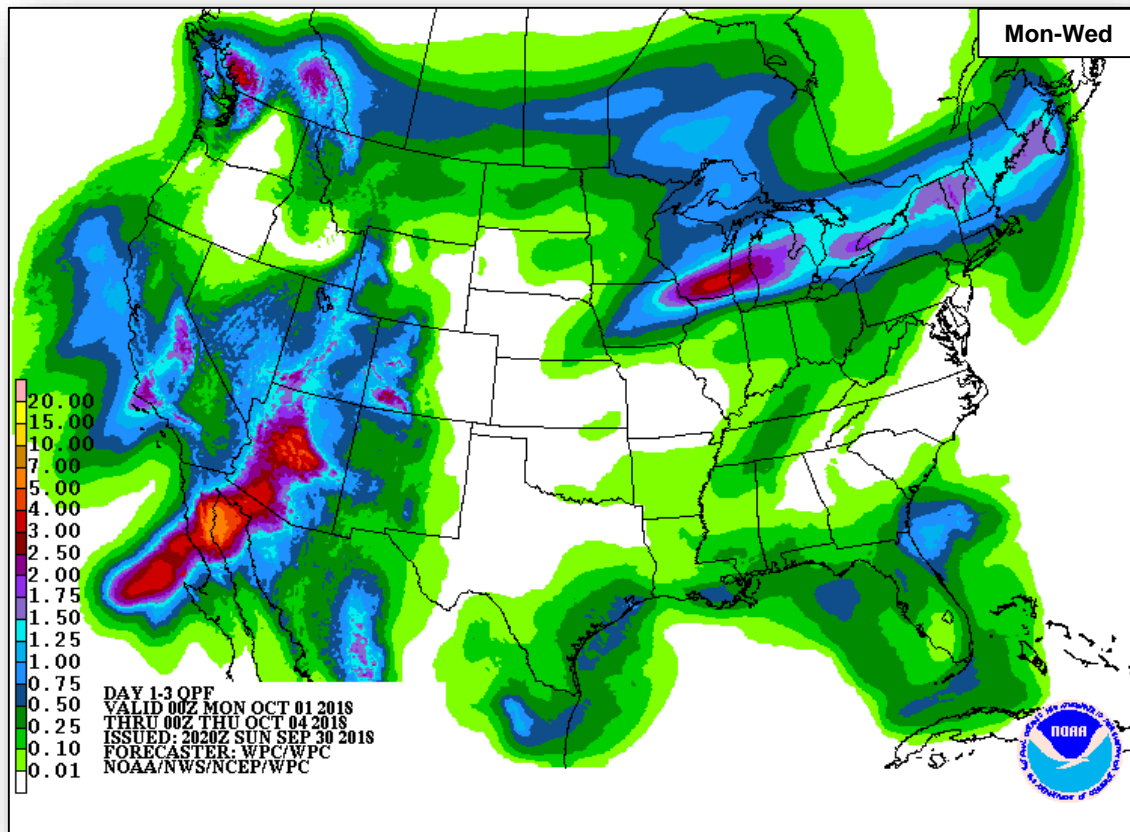 Mon-Wed
20.00
15.00
10.00
7.00
5.00
4.00
3.00
2.50
2.00
1.75
1.50
1.25
1.00
0.75
0.50
0.25
0.10
0.01
DAY 1-3 QPF
VALID 00Z MON OCT 01 2018
THRU 00Z THU OCT 04 2018
ISSUED: 2020Z SUN SEP 30 2018
FORECASTER: WPC/WPC
NOAA/NWS/NCEP/WPC
NOAA